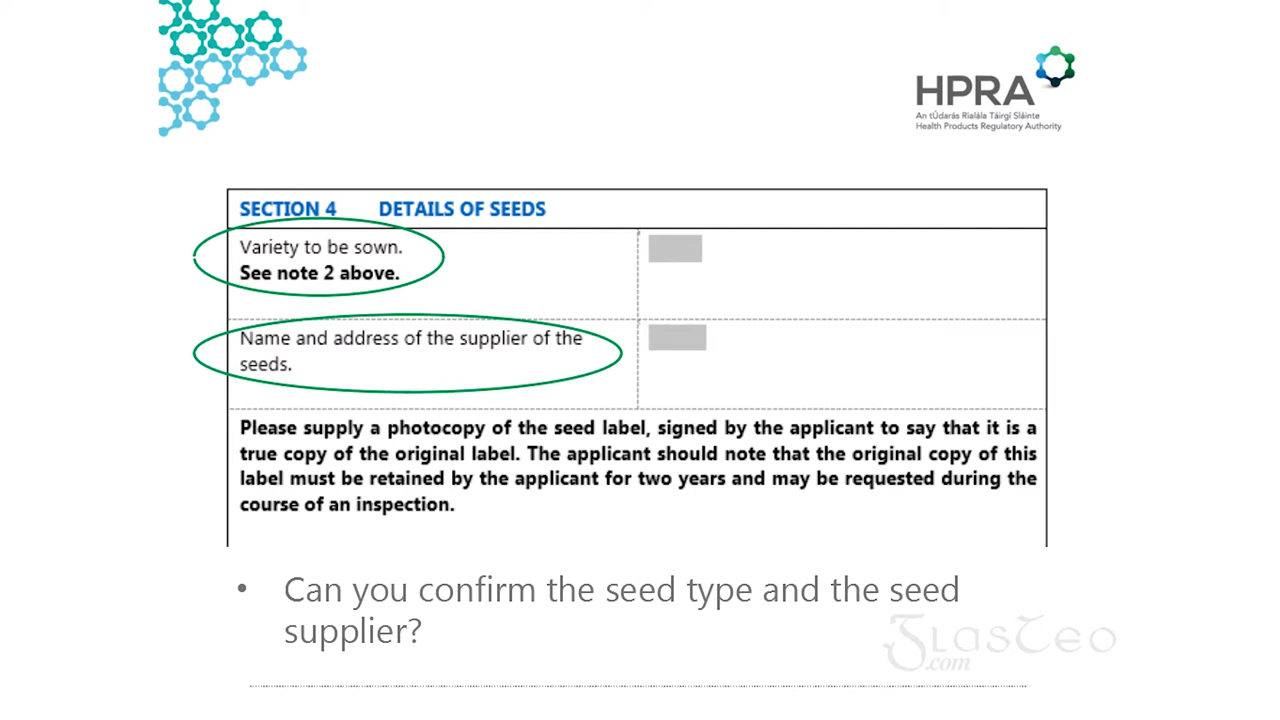 HPRA
An tÚdarás Rialála Táirgí Sláinte
Health Products Regulatory Authority
SECTION 4 DETAILS OF SEEDS
Variety to be sown.
See note 2 above.
Name and address of the supplier of the
seeds.
Please supply a photocopy of the seed label, signed by the applicant to say that it is a
true copy of the original label. The applicant should note that the original copy of this
label must be retained by the applicant for two years and may be requested during the
course of an inspection.
• Can you confirm the seed type and the seed
supplier?
GLASTEO
.com